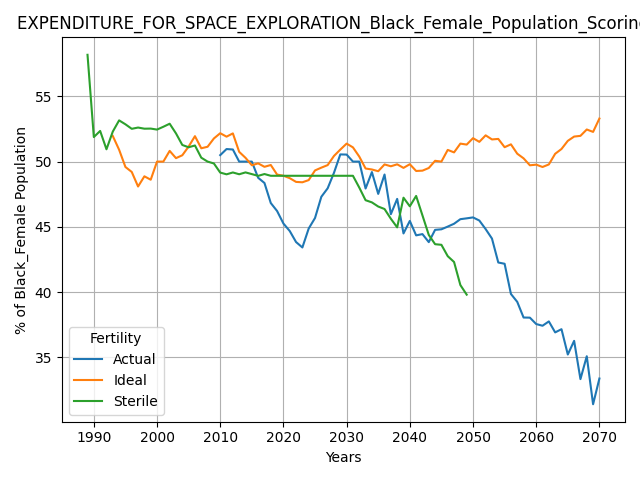 EXPENDITURE_FOR_SPACE_EXPLORATION_Black_Female_Population_Scoring
% of Black_Female Population
55
50
45
40
35
Fertility
Actual
Ideal
Sterile
1990 2000 2010 2020 2030 2040 2050 2060 2070
Years